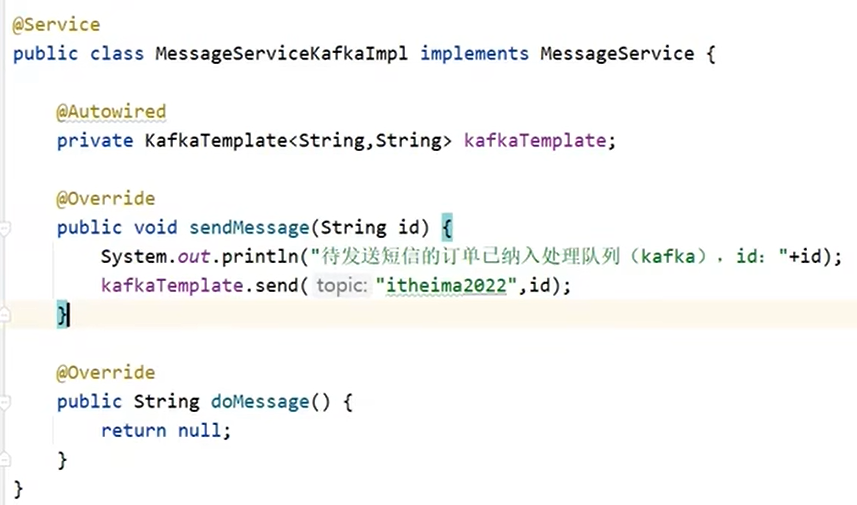 @Service
public class MessageServiceKafkaImpl implements MessageService {
@Autowired
private KafkaTemplate<String,String> kafkaTemplate;
@Override
public void sendMessage(String id) {
System.out.println("待发送短信的订单已纳入处理队列（kafka），id："+id);
kafkaTemplate.send( topic: "itheima2022",id);
}
@Override
public String doMessage() {
return null;
}
}